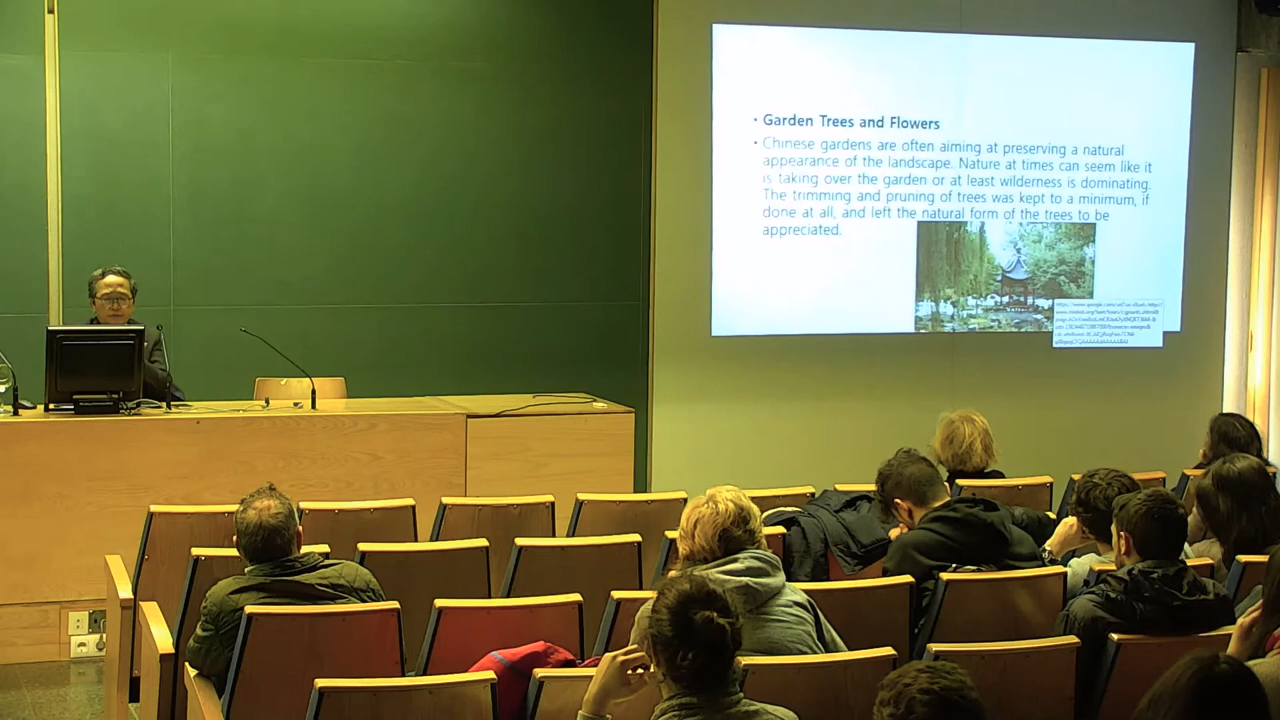 • Garden Trees and Flowers
• Chinese gardens are often aiming at preserving a natural
appearance of the landscape. Nature at times can seem like it
is taking over the garden or at least wilderness is dominating.
The trimming and pruning of trees was kept to a minimum, if
done at all, and left the natural form of the trees to be
appreciated.